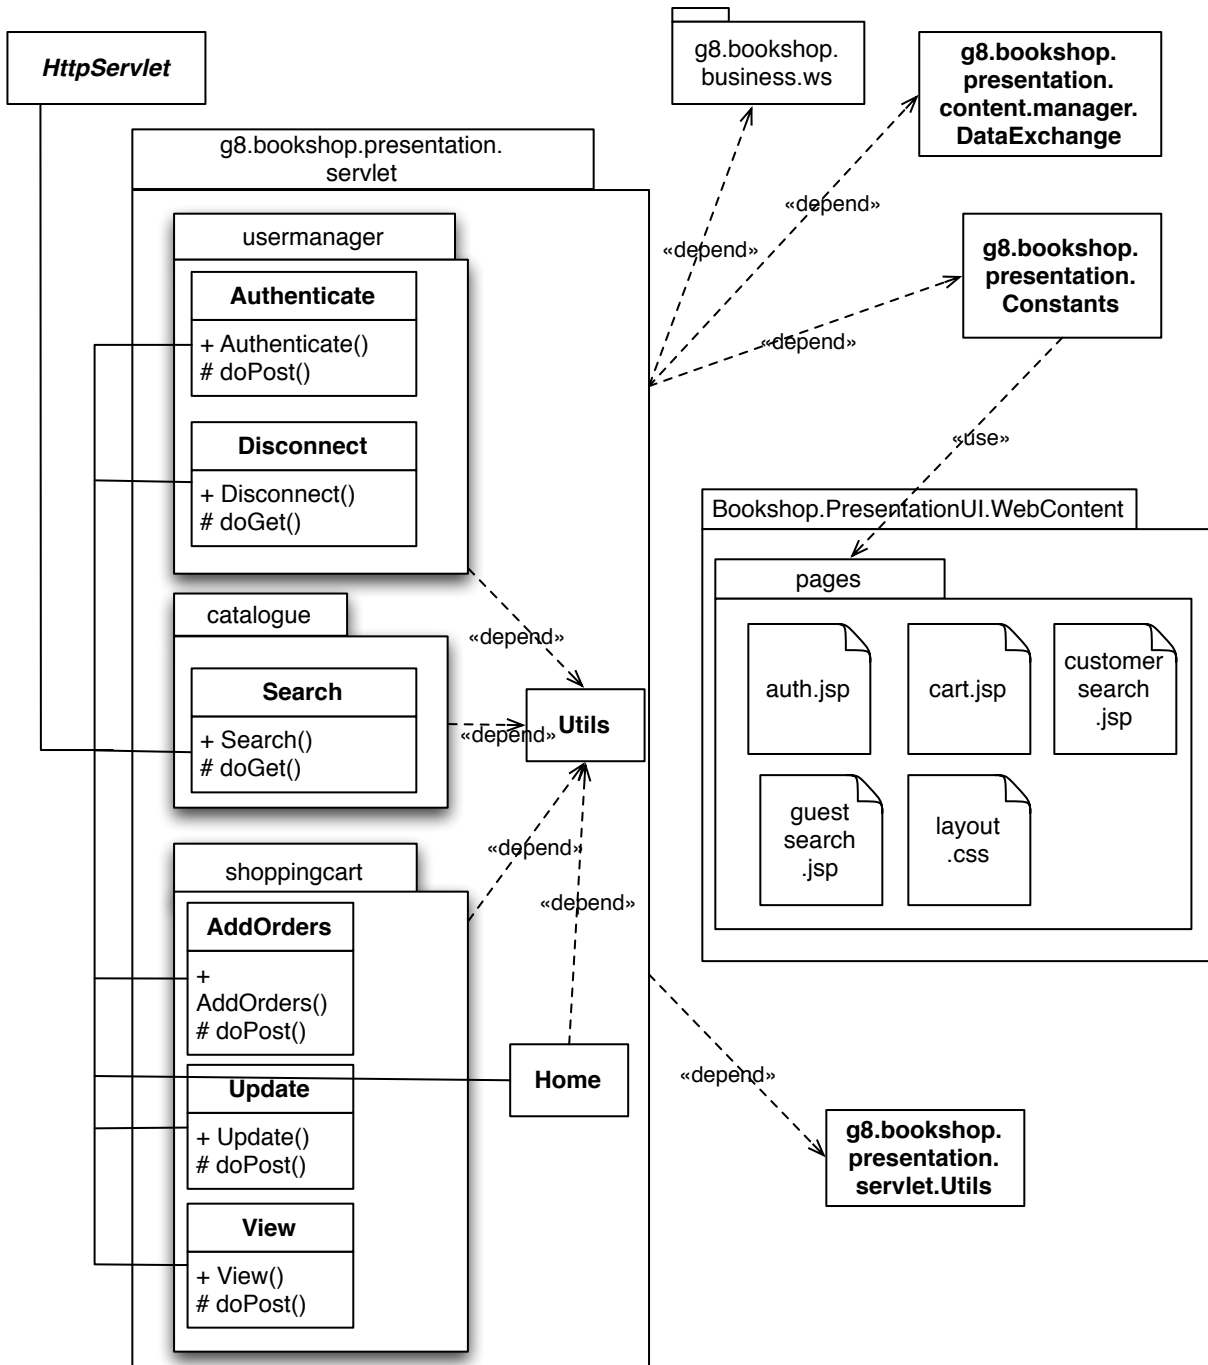 HttpServlet
g8.bookshop.presentation.
servlet
usermanager
Authenticate
+ Authenticate()
# doPost()
Disconnect
+ Disconnect()
# doGet()
catalogue
Search
+ Search()
# doGet()
shoppingcart
AddOrders
+
AddOrders()
# doPost()
Update
+ Update()
# doPost()
View
+ View()
# doPost()
«depend»
«depend»
Utils
«depend»
«depend»
Home
g8.bookshop.
business.ws
g8.bookshop.
presentation.
content.manager.
DataExchange
«depend»
«depend»
g8.bookshop.
presentation.
Constants
«depend»
«use»
Bookshop.PresentationUI.WebContent
pages
auth.jsp
cart.jsp
customer
search
.jsp
guest
search
.jsp
layout
.css
«depend»
g8.bookshop.
presentation.
servlet.Utils